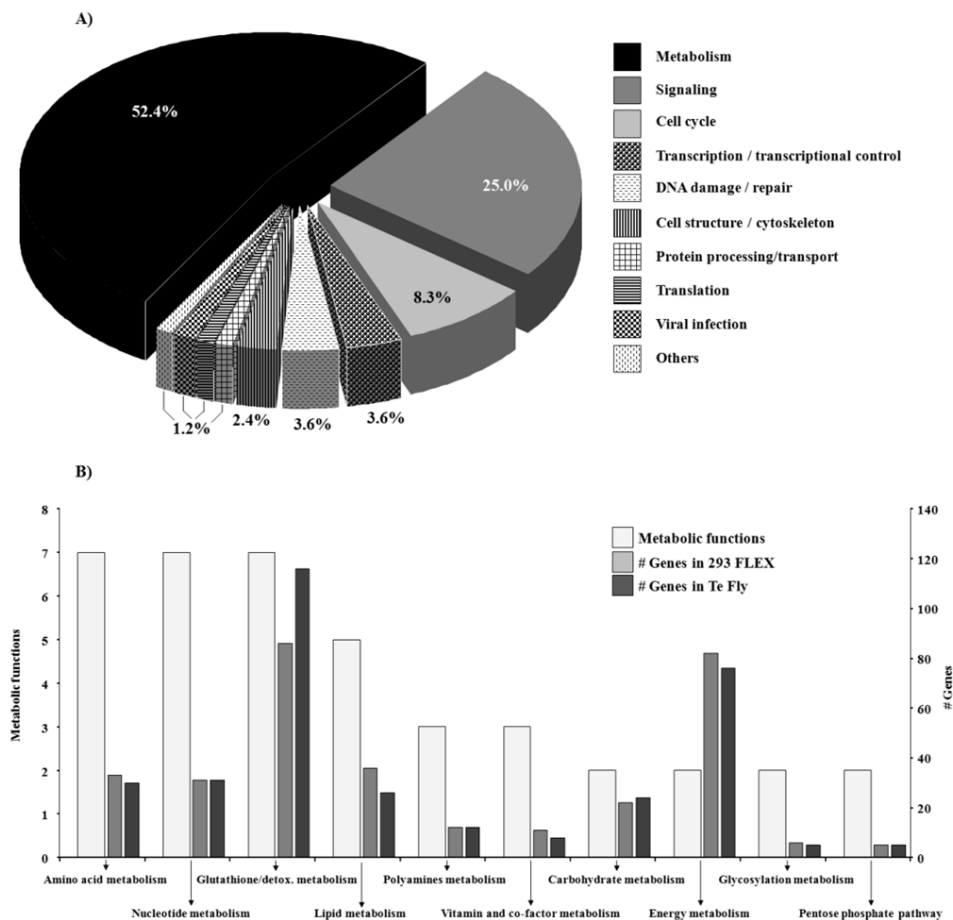 A)
52.4%
25.0%
8.3%
3.6%
3.6%
2.4%
1.2%
Metabolism
Signaling
Cell cycle
Transcription / transcriptional control
DNA damage / repair
Cell structure / cytoskeleton
Protein processing/transport
Translation
Viral infection
Others
B)
Metabolic functions
8
7
6
5
4
3
2
1
0
Metabolic functions
# Genes in 293 FLEX
# Genes in Te Fly
140
120
100
80
60
40
20
0
# Genes
Amino acid metabolism
Nucleotide metabolism
Glutathione/detox. metabolism
Lipid metabolism
Polyamines metabolism
Vitamin and co-factor metabolism
Carbohydrate metabolism
Energy metabolism
Glycosylation metabolism
Pentose phosphate pathway